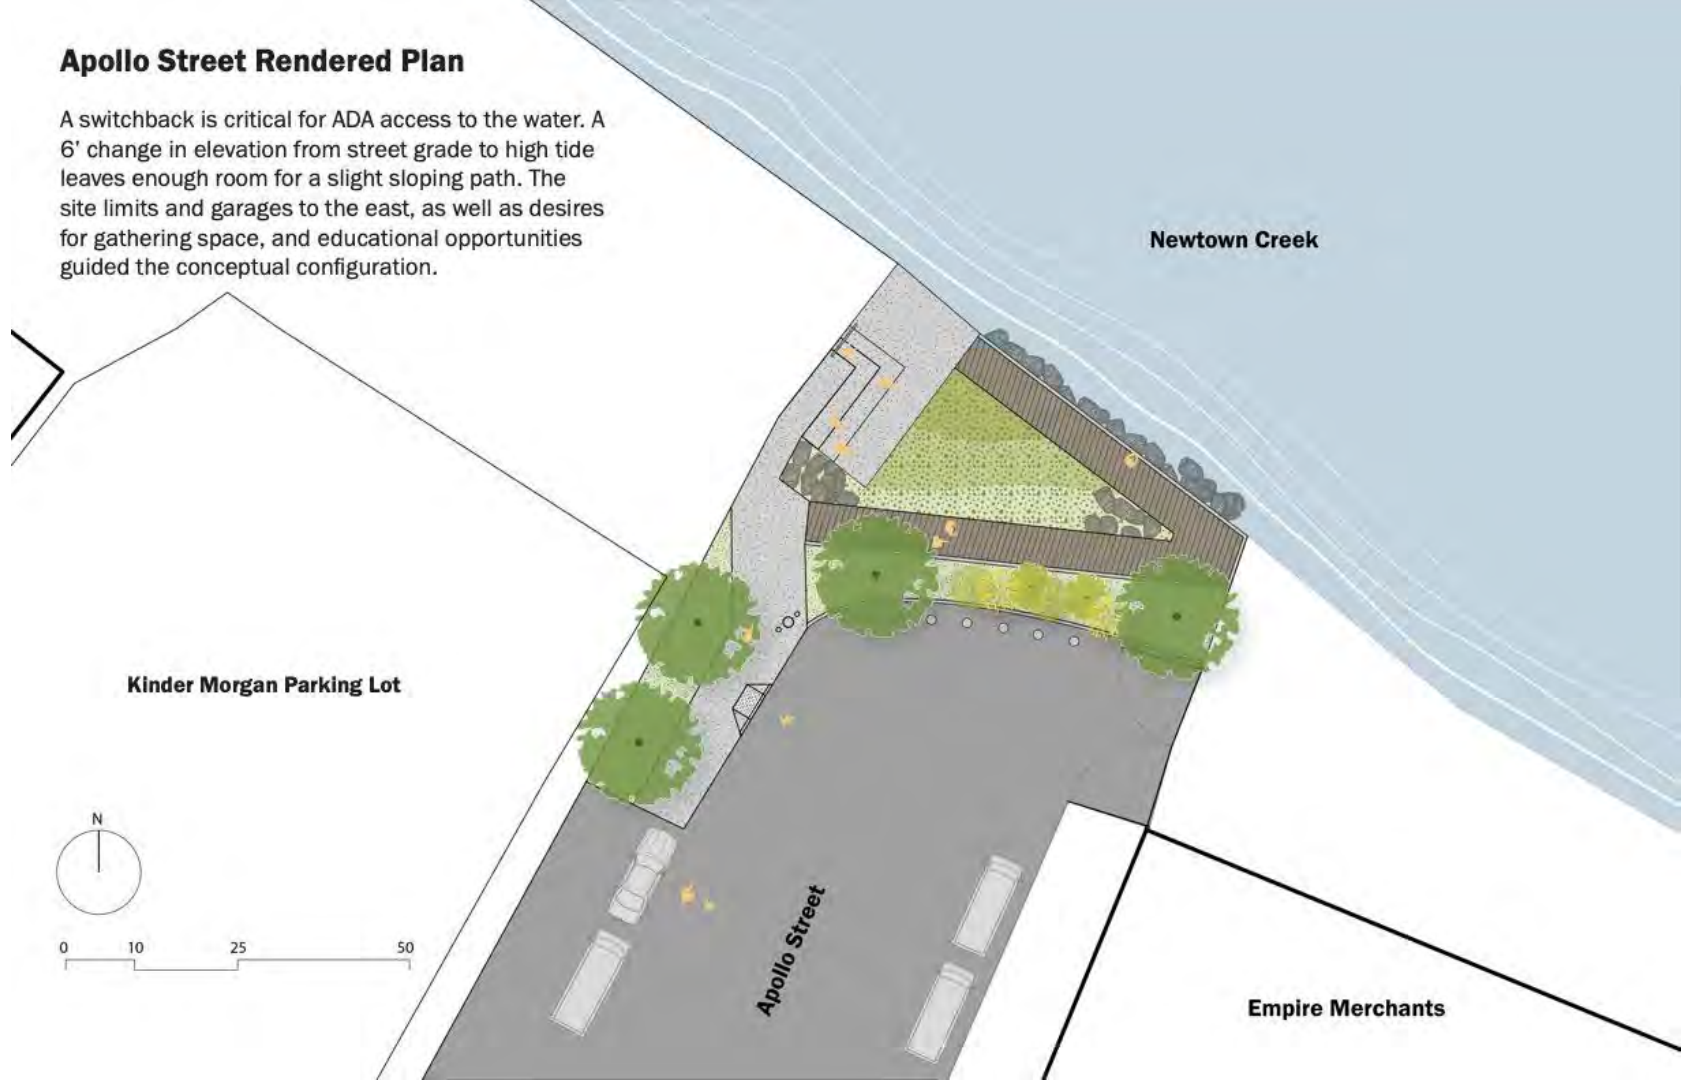 Apollo Street Rendered Plan
A switchback is critical for ADA access to the water. A
6' change in elevation from street grade to high tide
leaves enough room for a slight sloping path. The
site limits and garages to the east, as well as desires
for gathering space, and educational opportunities
guided the conceptual configuration.
Newtown Creek
Kinder Morgan Parking Lot
N
0 10 25 50
Apollo Street
Empire Merchants